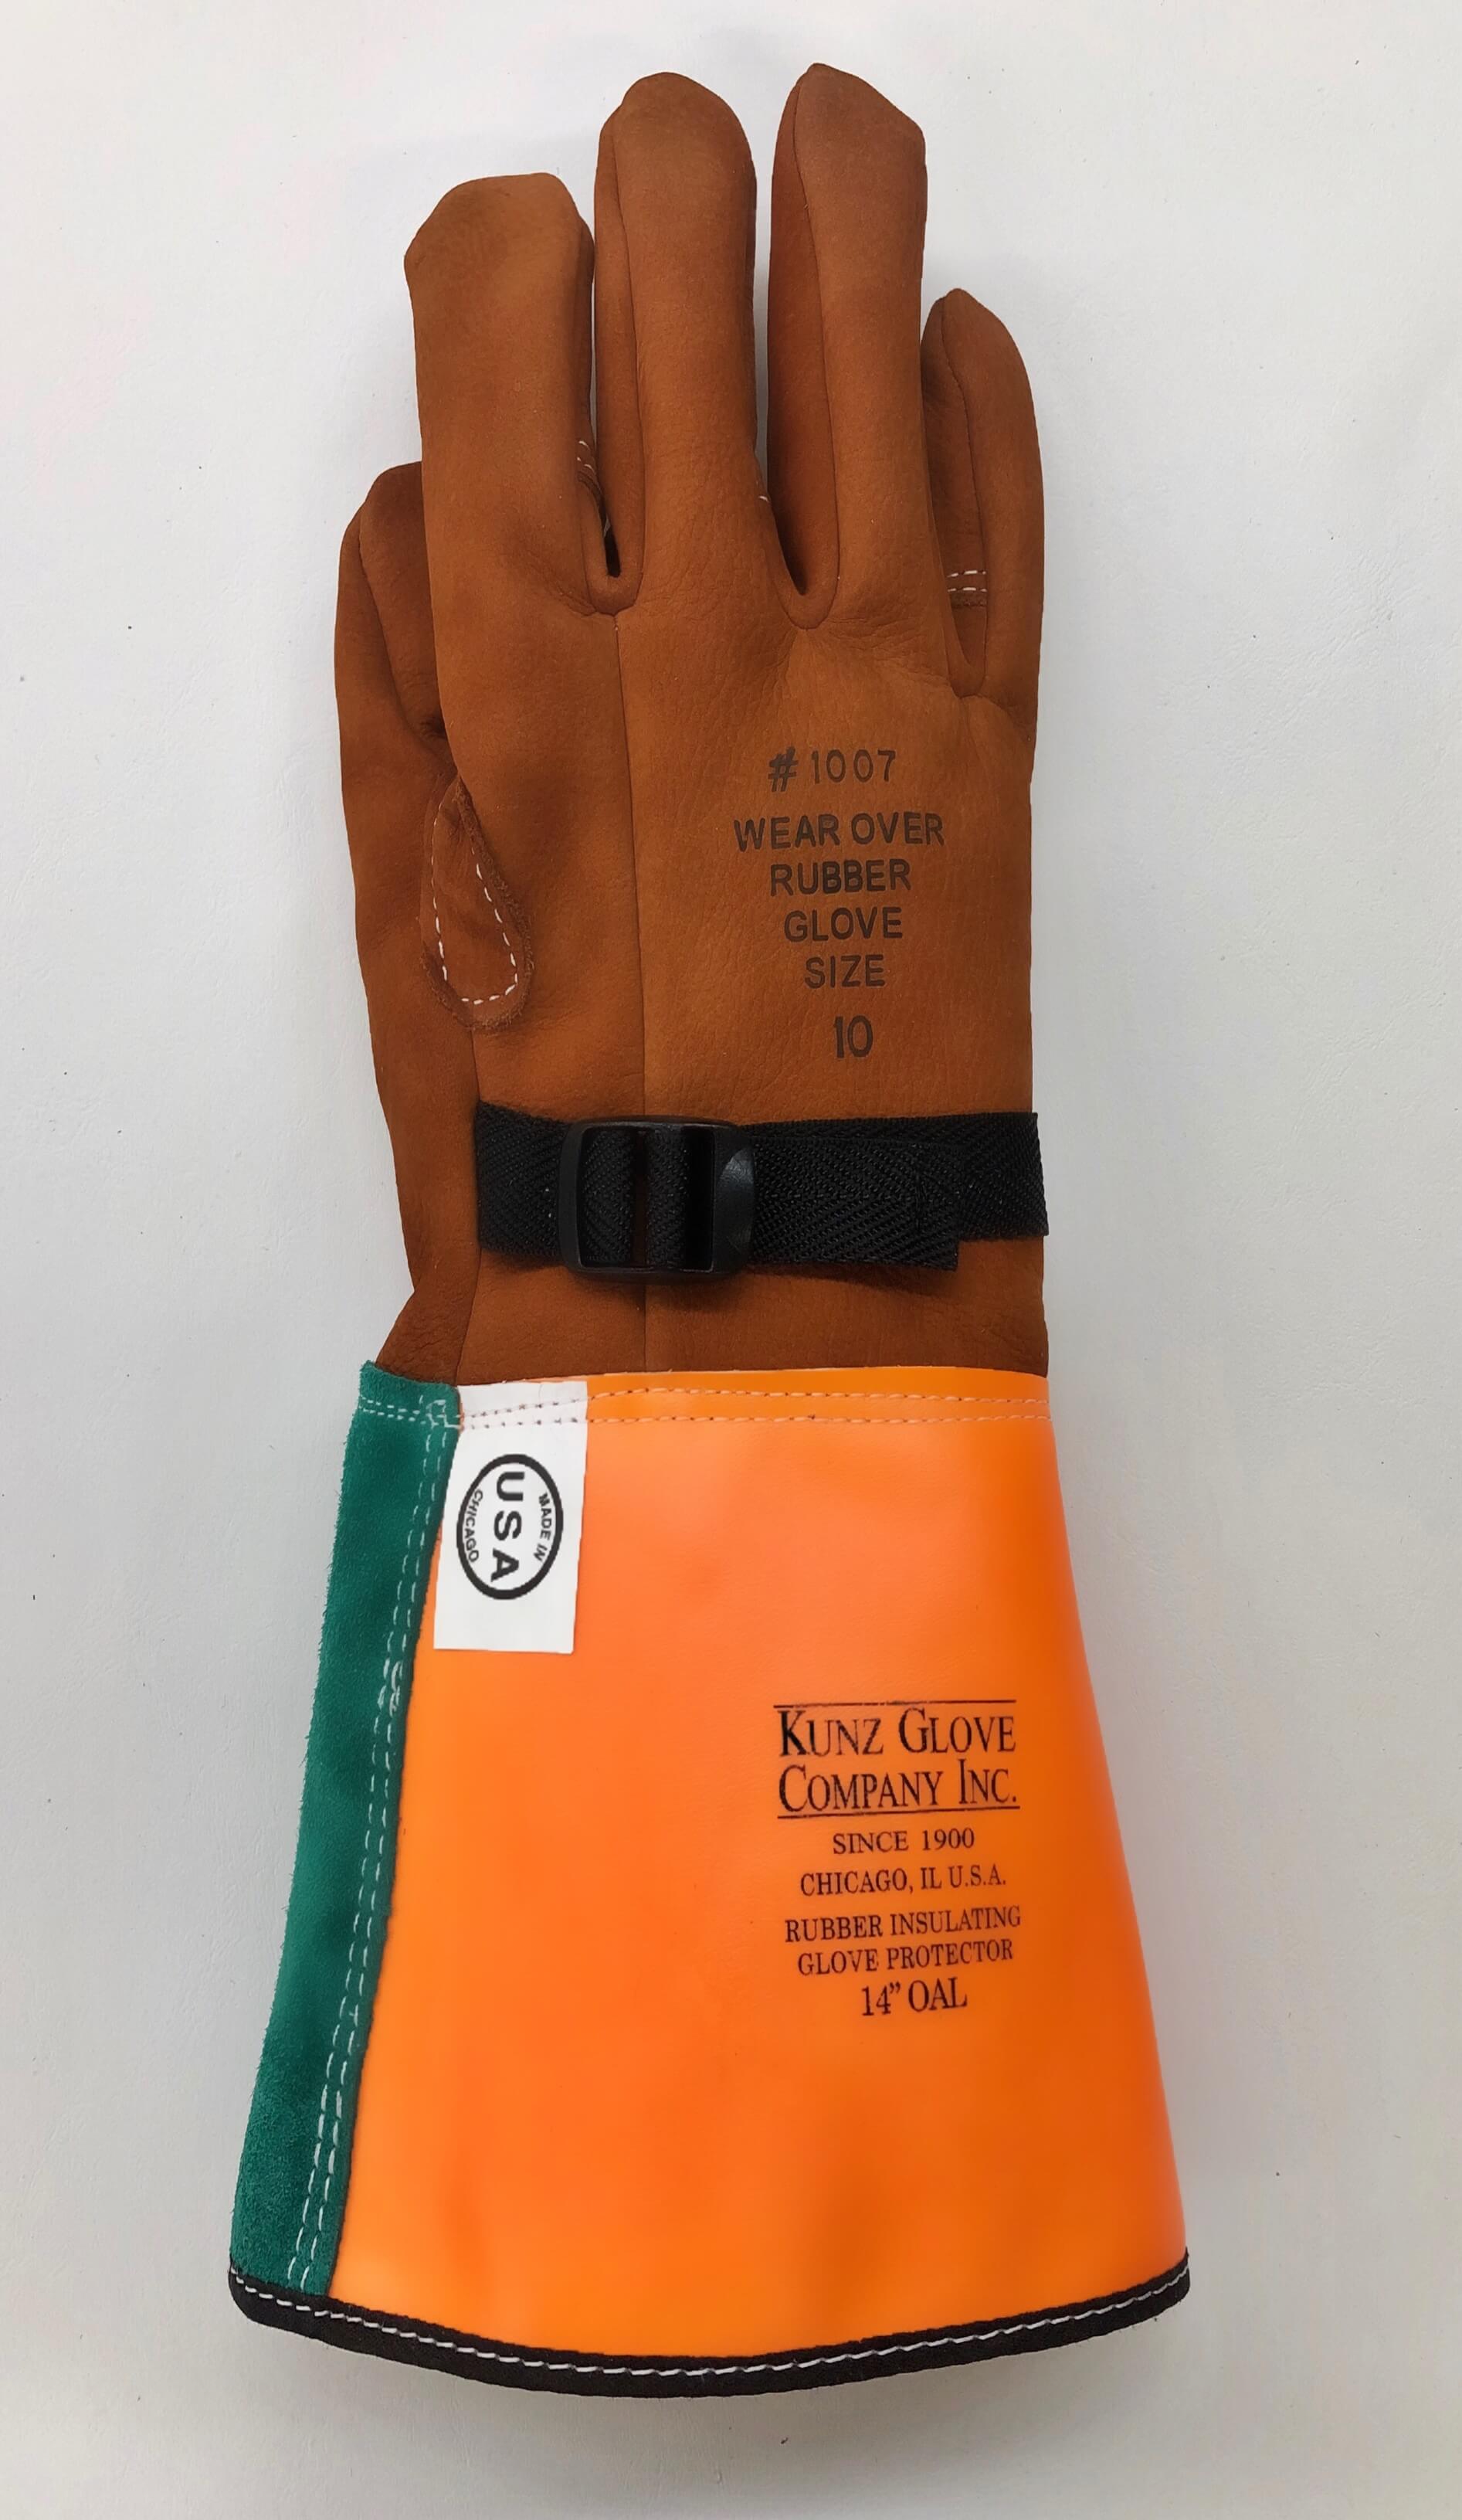 #1007
WEAR OVER
RUBBER
GLOVE
SIZE
10
MADE IN
USA
CHICAGO
KUNZ GLOVE
COMPANY INC.
SINCE 1900
CHICAGO, IL U.S.A.
RUBBER INSULATING
GLOVE PROTECTOR
14" OAL